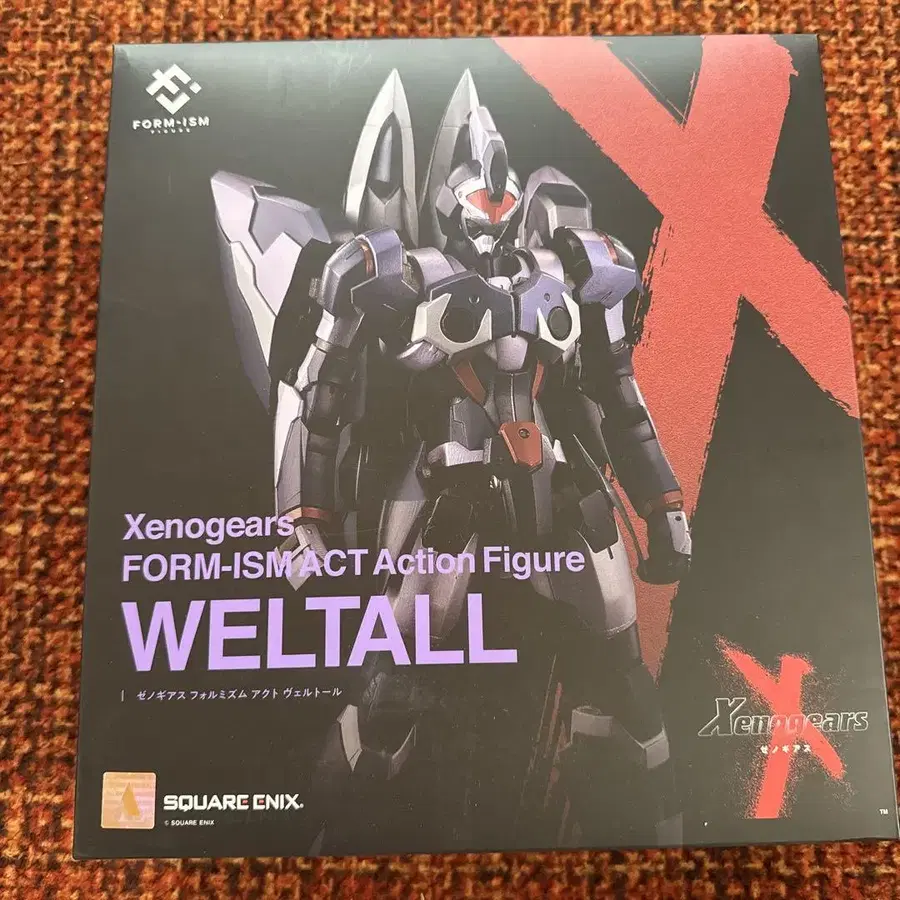 FORM-ISM
FIGURE
Xenogears
FORM-ISM ACT Action Figure
WELTALL
ゼノギアス フォルミズム アクト ヴェルトール
Xenogears
ゼノギアス
SQUARE ENIX®
© SQUARE ENIX
™